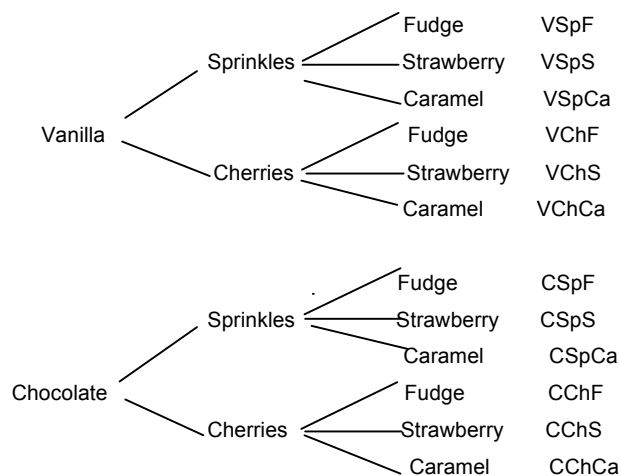 Fudge VSpF
Sprinkles Strawberry VSpS
Caramel VSpCa
Vanilla Fudge VChF
Cherries Strawberry VChS
Caramel VChCa
Fudge CSpF
Sprinkles Strawberry CSpS
Caramel CSpCa
Chocolate Fudge CChF
Cherries Strawberry CChS
Caramel CChCa